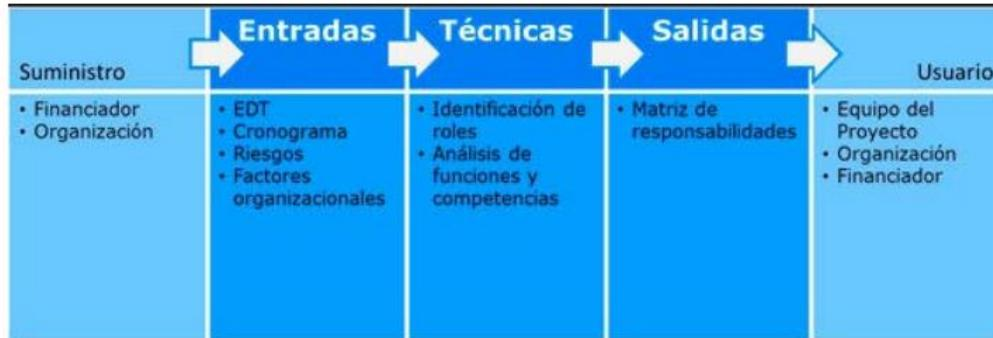 Suministro
Entradas
Técnicas
Salidas
Usuario
• Financiador
• Organización
• EDT
• Cronograma
• Riesgos
• Factores
organizacionales
• Identificación de
roles
• Análisis de
funciones y
competencias
• Matriz de
responsabilidades
• Equipo del
Proyecto
• Organización
• Financiador